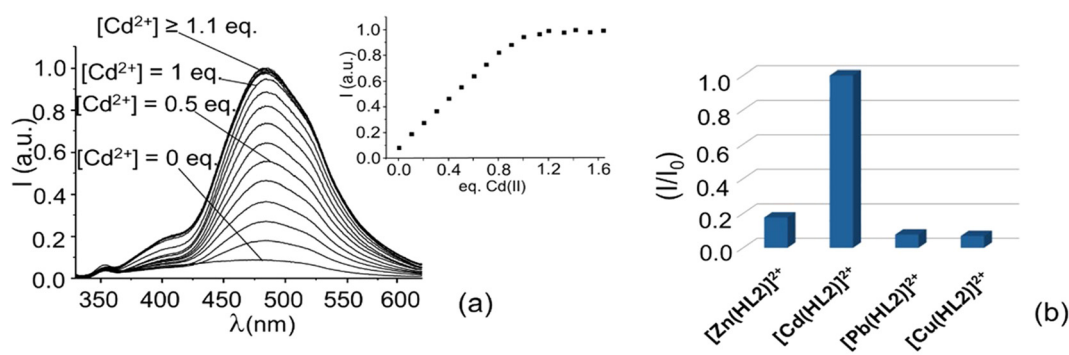 [Cd²⁺] ≥ 1.1 eq.
[Cd²⁺] = 1 eq.
[Cd²⁺] = 0.5 eq.
[Cd²⁺] = 0 eq.
I (a.u.)
1.0
0.8
0.6
0.4
0.2
0.0
350 400 450 500 550 600
λ(nm)
I (a.u.)
1.0
0.8
0.6
0.4
0.2
0.0
0.0 0.4 0.8 1.2 1.6
eq. Cd(II)
(a)
(I/I₀)
1.0
0.8
0.6
0.4
0.2
0.0
[Zn(HL2)]²⁺
[Cd(HL2)]²⁺
[Pb(HL2)]²⁺
[Cu(HL2)]²⁺
(b)